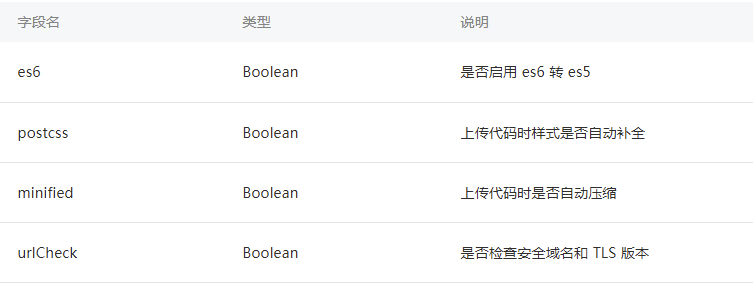 字段名 类型 说明
es6 Boolean 是否启用 es6 转 es5
postcss Boolean 上传代码时样式是否自动补全
minified Boolean 上传代码时是否自动压缩
urlCheck Boolean 是否检查安全域名和 TLS 版本